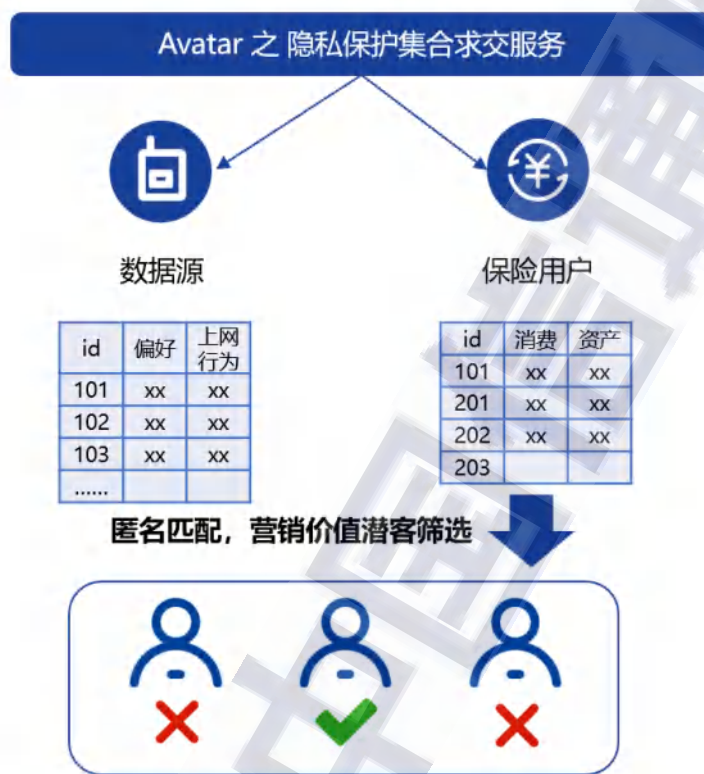 Avatar 之 隐私保护集合求交服务
数据源
保险用户
id 偏好 上网行为
101 xx xx
102 xx xx
103 xx xx
......
id 消费 资产
101 xx xx
201 xx xx
202 xx xx
203
匿名匹配，营销价值潜客筛选